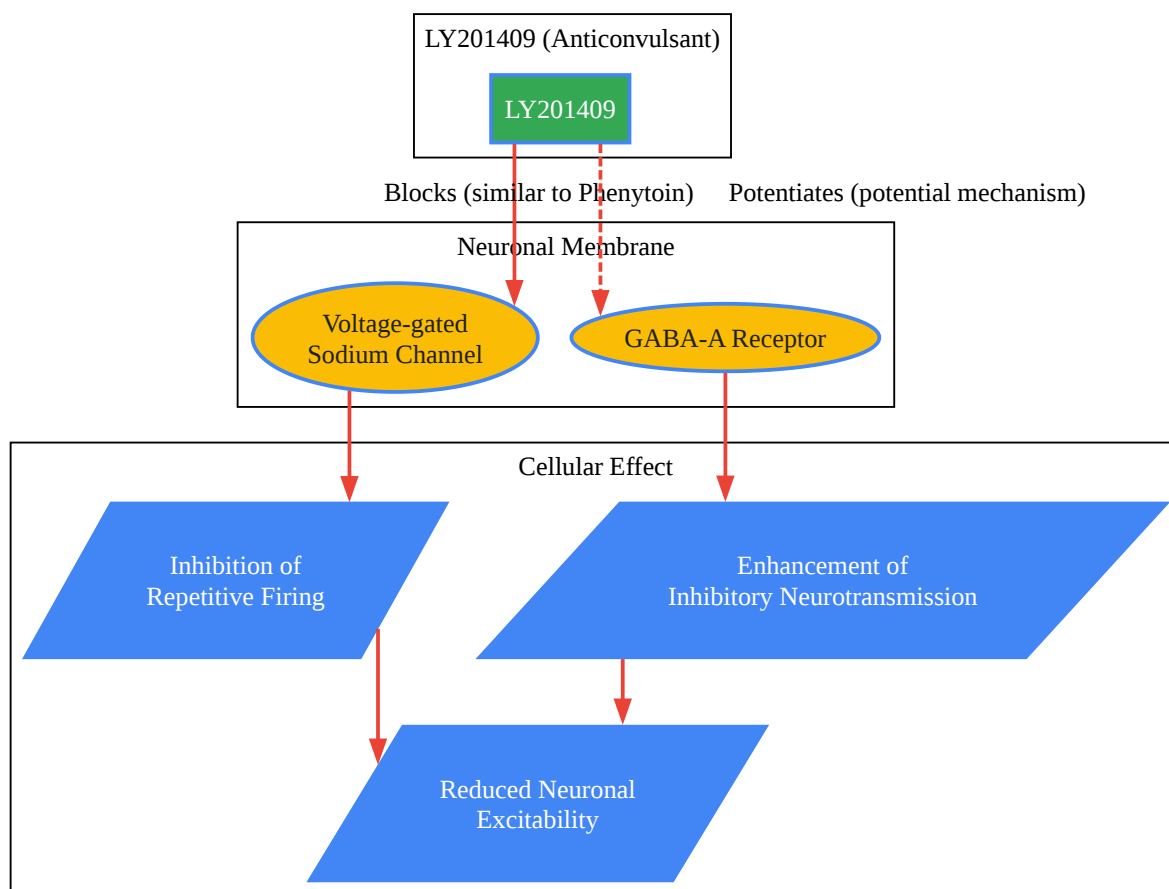 LY201409 (Anticonvulsant)
LY201409
Blocks (similar to Phenytoin)
Potentiates (potential mechanism)
Neuronal Membrane
Voltage-gated
Sodium Channel
GABA-A Receptor
Cellular Effect
Inhibition of
Repetitive Firing
Enhancement of
Inhibitory Neurotransmission
Reduced Neuronal
Excitability